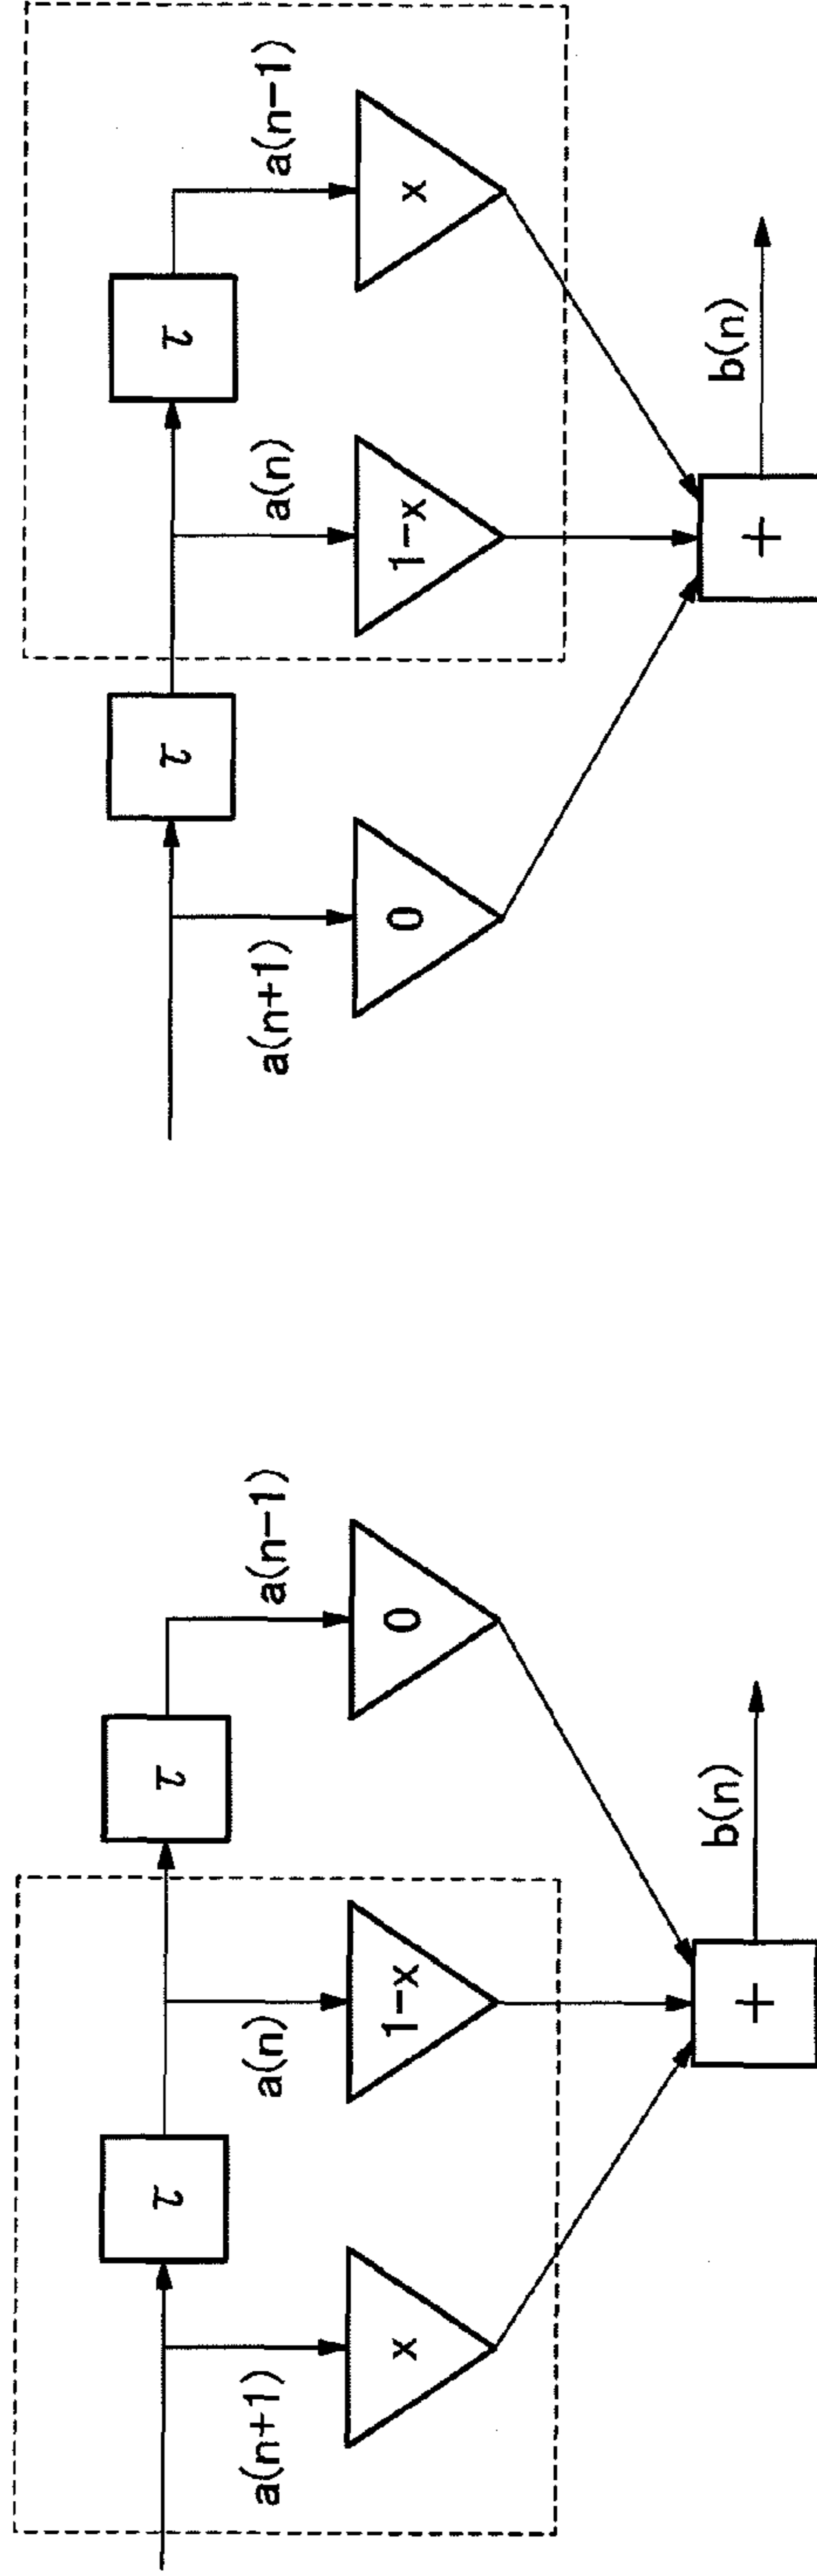 τ
τ
a(n+1)
a(n)
a(n-1)
x
1-x
0
+
b(n)
τ
τ
a(n+1)
a(n)
a(n-1)
0
1-x
x
+
b(n)